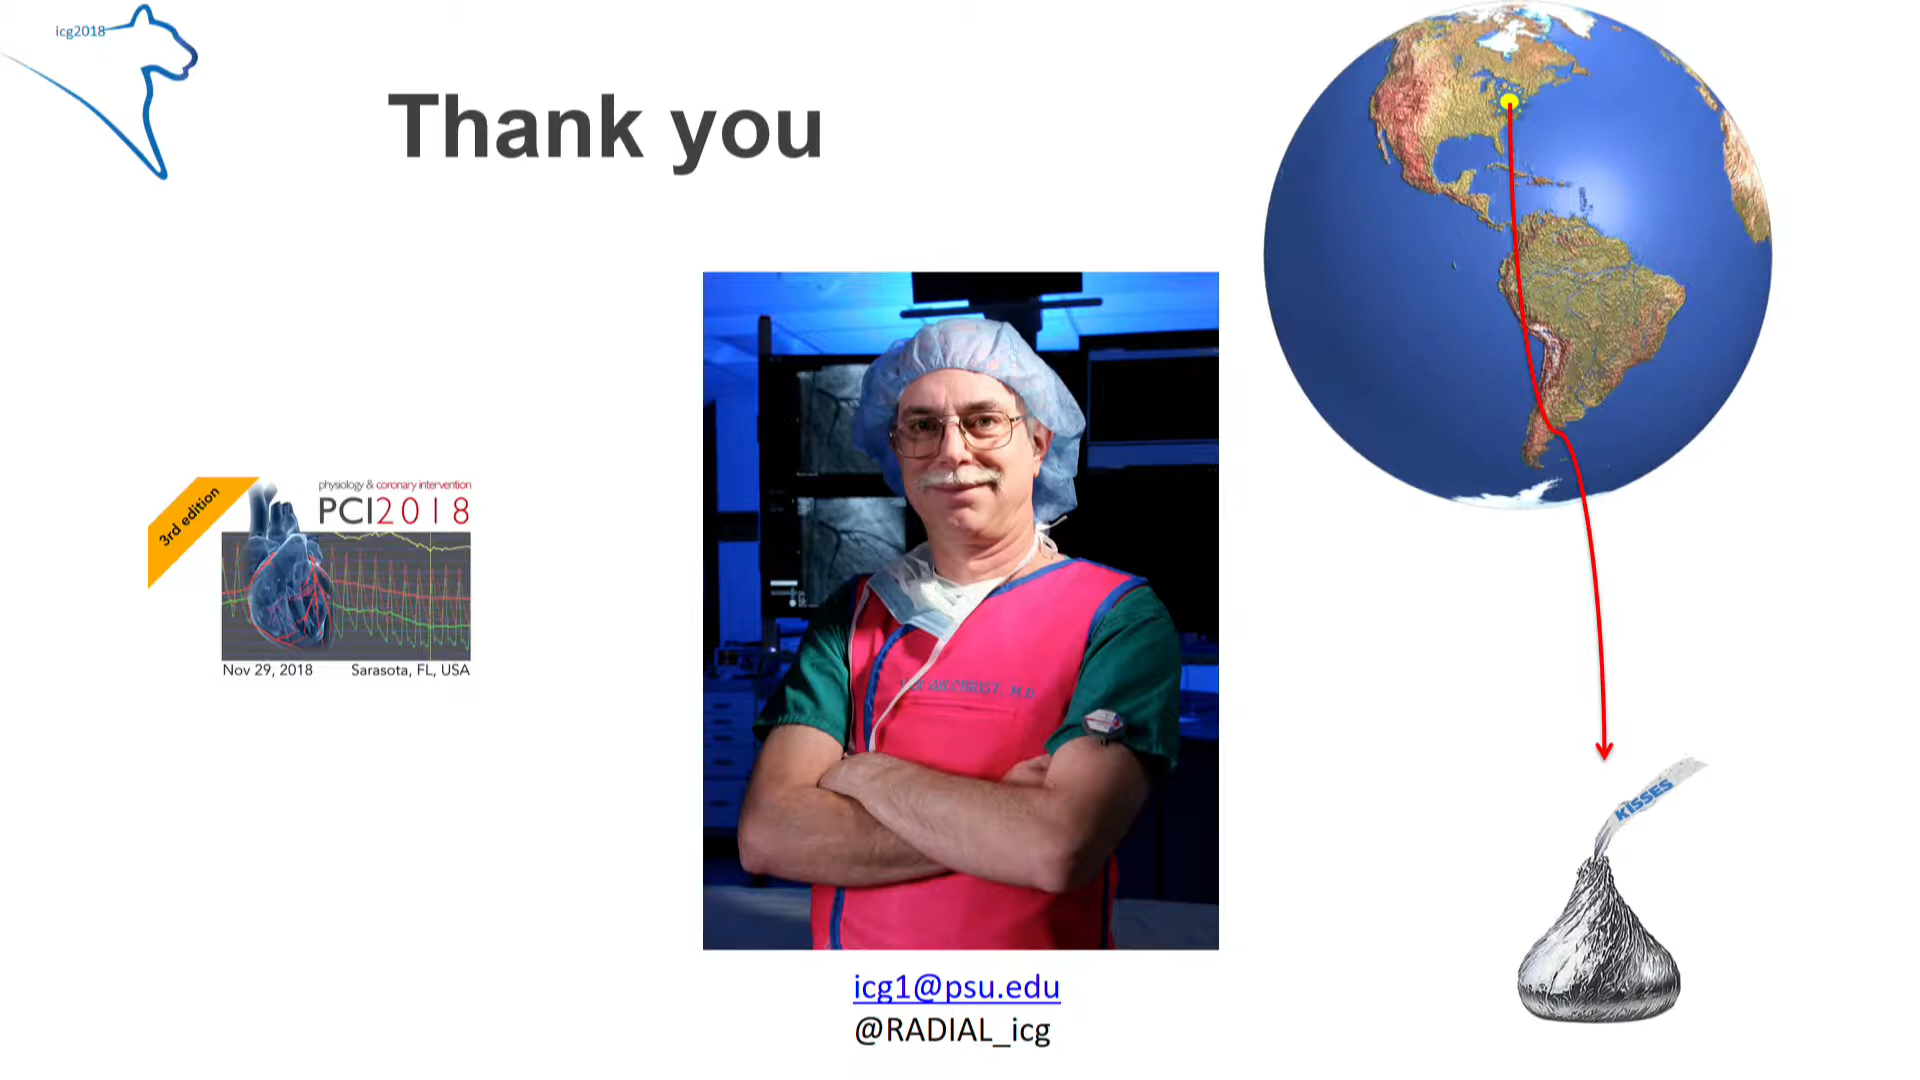 icg2018
Thank you
3rd edition
physiology & coronary intervention
PCI2018
Nov 29, 2018 Sarasota, FL, USA
CHRIST, M.D.
KISSES
icg1@psu.edu
@RADIAL_icg